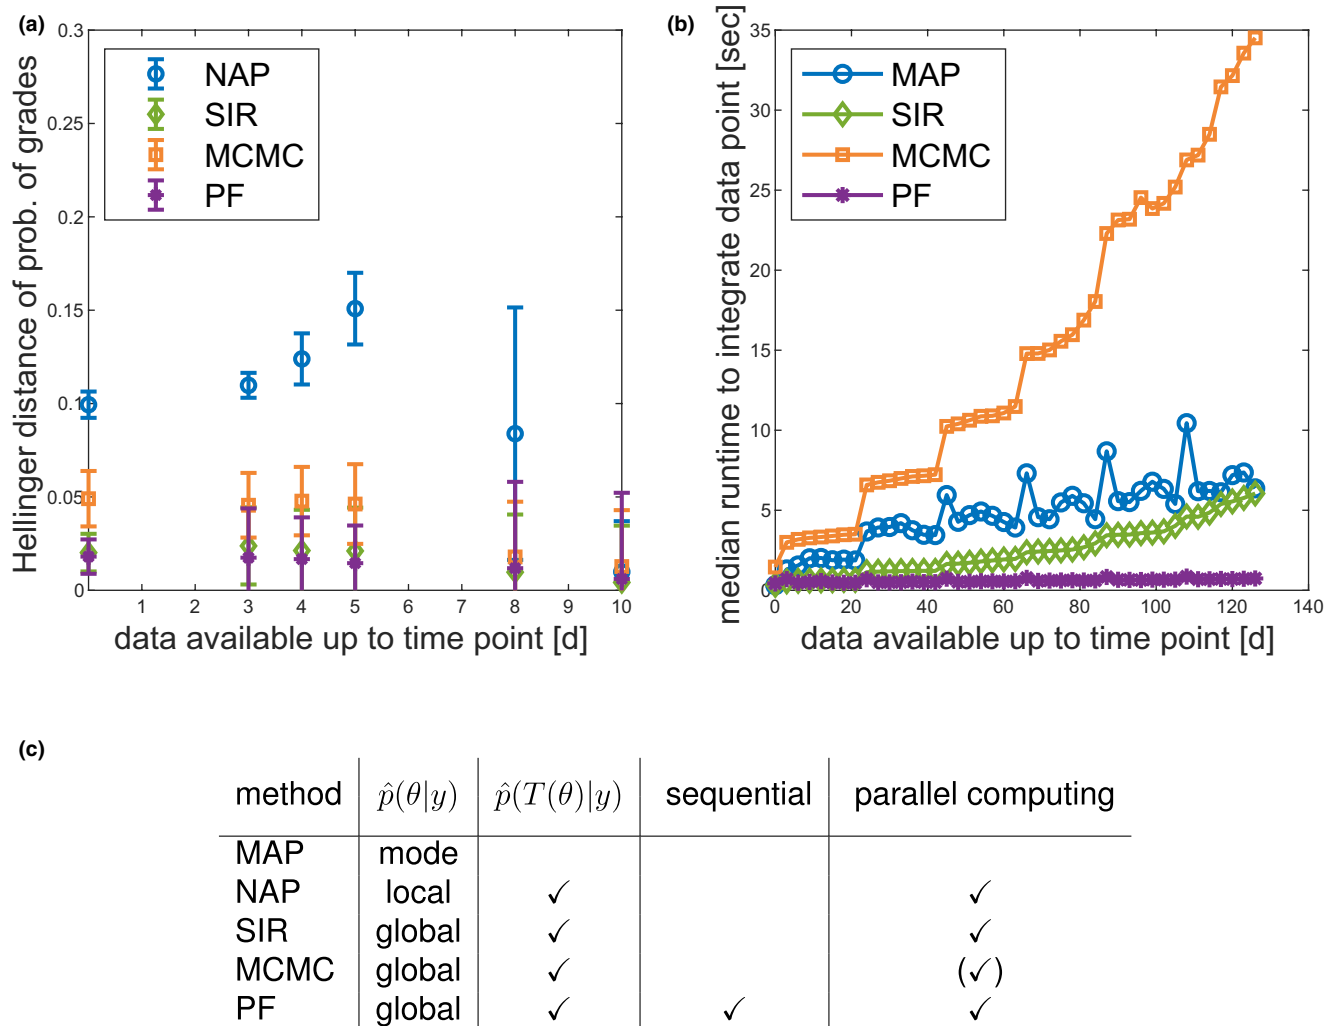 (a)
0.3
0.25
0.2
0.15
0.1
0.05
0
Hellinger distance of prob. of grades
NAP
SIR
MCMC
PF
1 2 3 4 5 6 7 8 9 10
data available up to time point [d]
(b)
35
30
25
20
15
10
5
0
median runtime to integrate data point [sec]
MAP
SIR
MCMC
PF
0 20 40 60 80 100 120 140
data available up to time point [d]
(c)
method p̂(θ|y) p̂(T(θ)|y) sequential parallel computing
MAP mode
NAP local ✓ ✓
SIR global ✓ ✓
MCMC global ✓ (✓)
PF global ✓ ✓ ✓